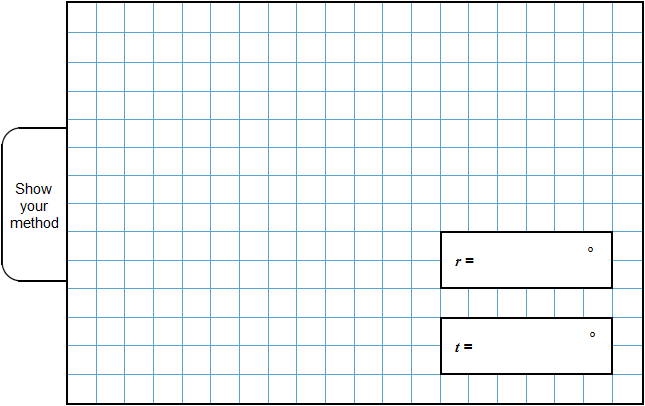 Show
your
method
r = °
t = °